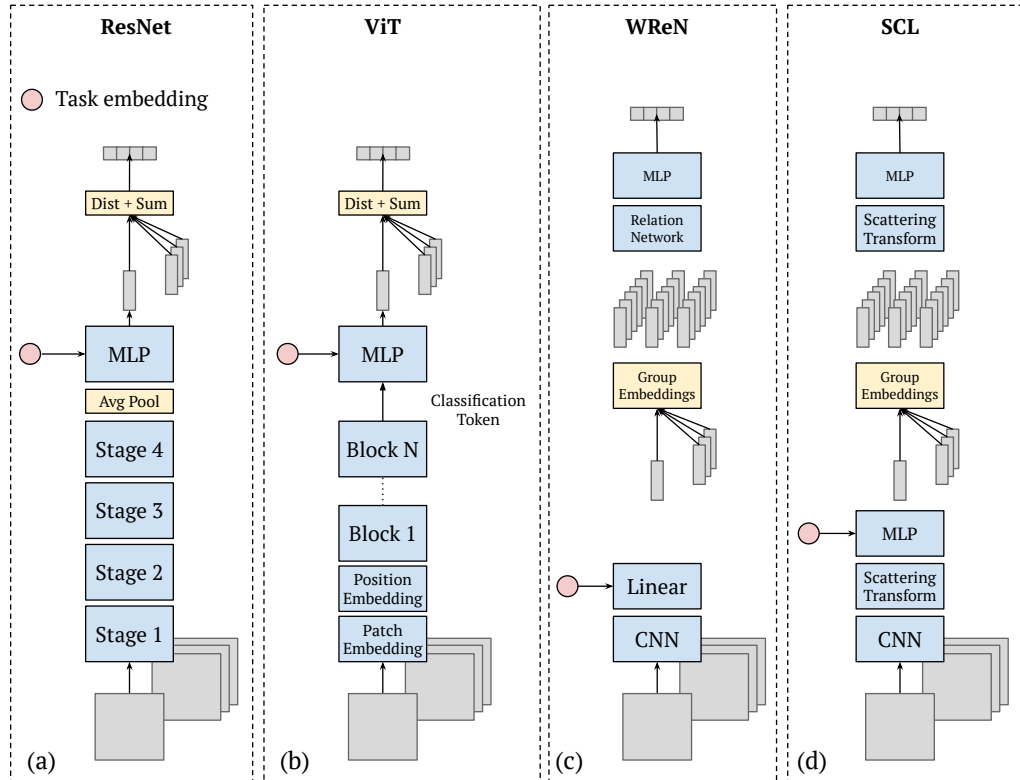 ResNet
Task embedding
Dist + Sum
MLP
Avg Pool
Stage 4
Stage 3
Stage 2
Stage 1
(a)
ViT
Dist + Sum
MLP
Classification
Token
Block N
Block 1
Position
Embedding
Patch
Embedding
(b)
WReN
MLP
Relation
Network
Group
Embeddings
Linear
CNN
(c)
SCL
MLP
Scattering
Transform
Group
Embeddings
MLP
Scattering
Transform
CNN
(d)